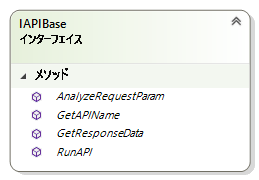 IAPIBase
インターフェイス
メソッド
AnalyzeRequestParam
GetAPIName
GetResponseData
RunAPI